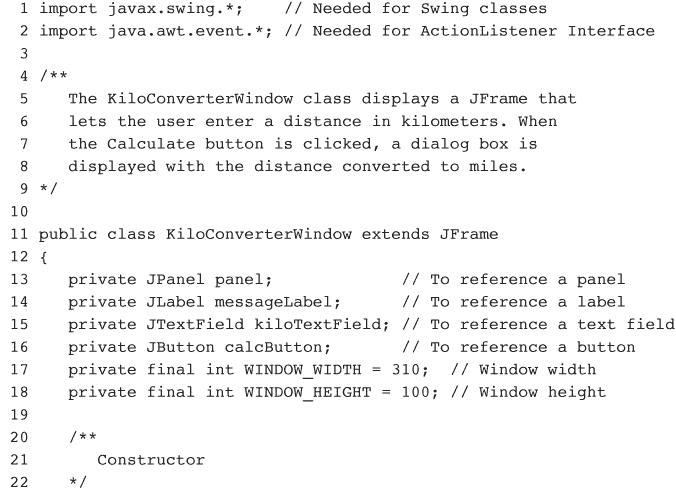 1 import javax.swing.*;    // Needed for Swing classes
2 import java.awt.event.*; // Needed for ActionListener Interface
3
4 /**
5    The KiloConverterWindow class displays a JFrame that
6    lets the user enter a distance in kilometers. When
7    the Calculate button is clicked, a dialog box is
8    displayed with the distance converted to miles.
9 */
10
11 public class KiloConverterWindow extends JFrame
12 {
13    private JPanel panel;             // To reference a panel
14    private JLabel messageLabel;      // To reference a label
15    private JTextField kiloTextField; // To reference a text field
16    private JButton calcButton;       // To reference a button
17    private final int WINDOW_WIDTH = 310;  // Window width
18    private final int WINDOW_HEIGHT = 100; // Window height
19
20    /**
21       Constructor
22    */